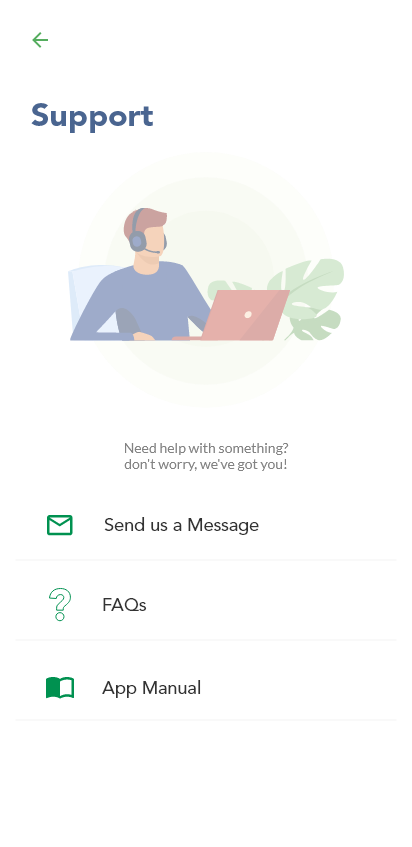 Support
Need help with something?
don't worry, we've got you!
Send us a Message
FAQs
App Manual